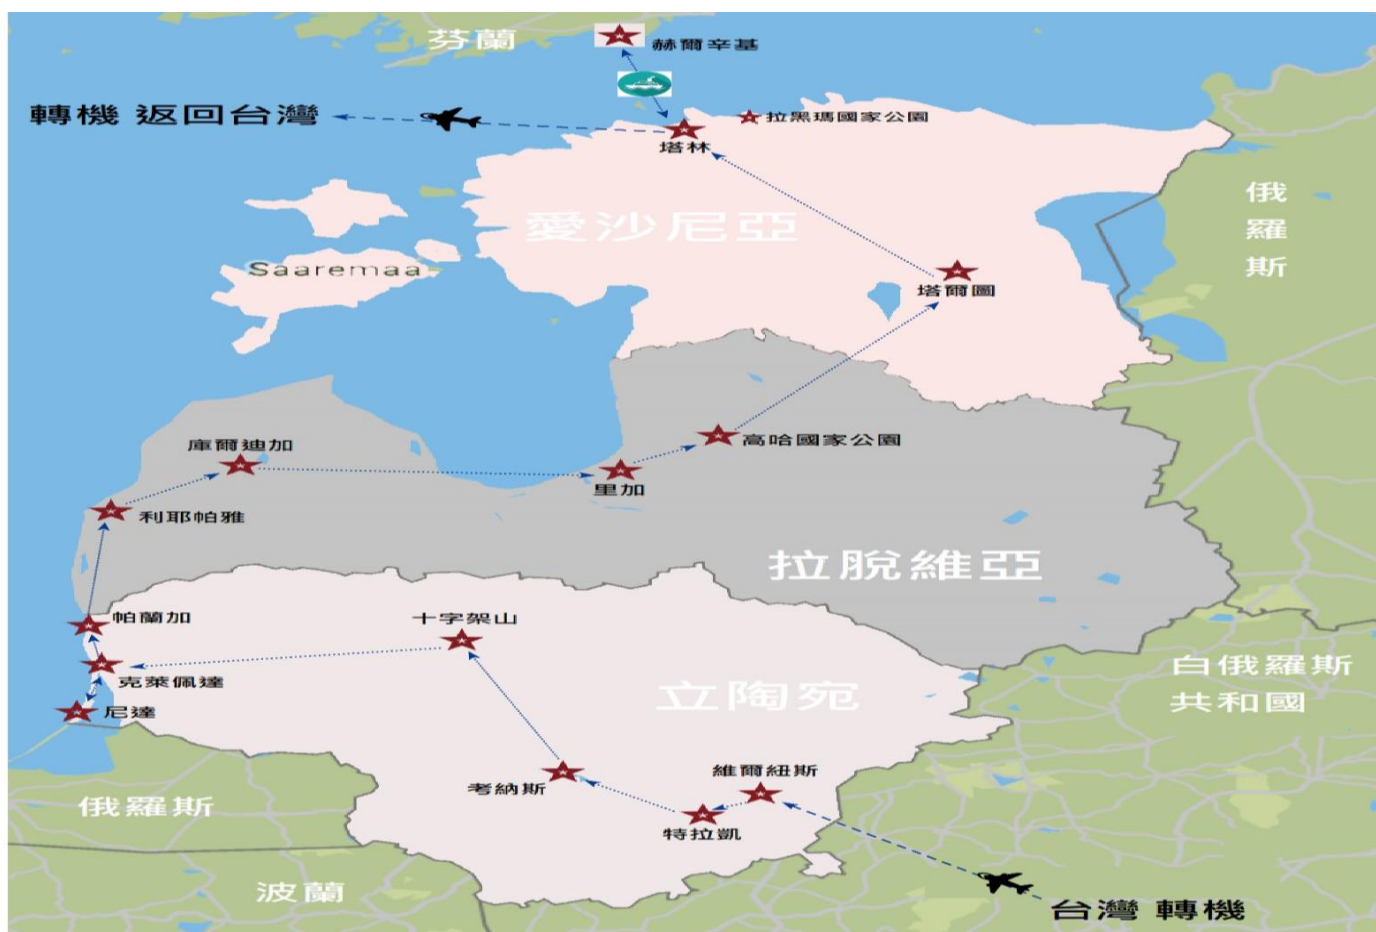 芬蘭
赫爾辛基
轉機 返回台灣
塔林
拉黑瑪國家公園
愛沙尼亞
俄
羅
斯
Saaremaa
塔爾圖
庫爾迪加
高哈國家公園
里加
利耶帕雅
拉脫維亞
帕蘭加
十字架山
克萊佩達
立陶宛
白俄羅斯
共和國
尼達
考納斯
維爾紐斯
俄羅斯
特拉凱
波蘭
台灣 轉機